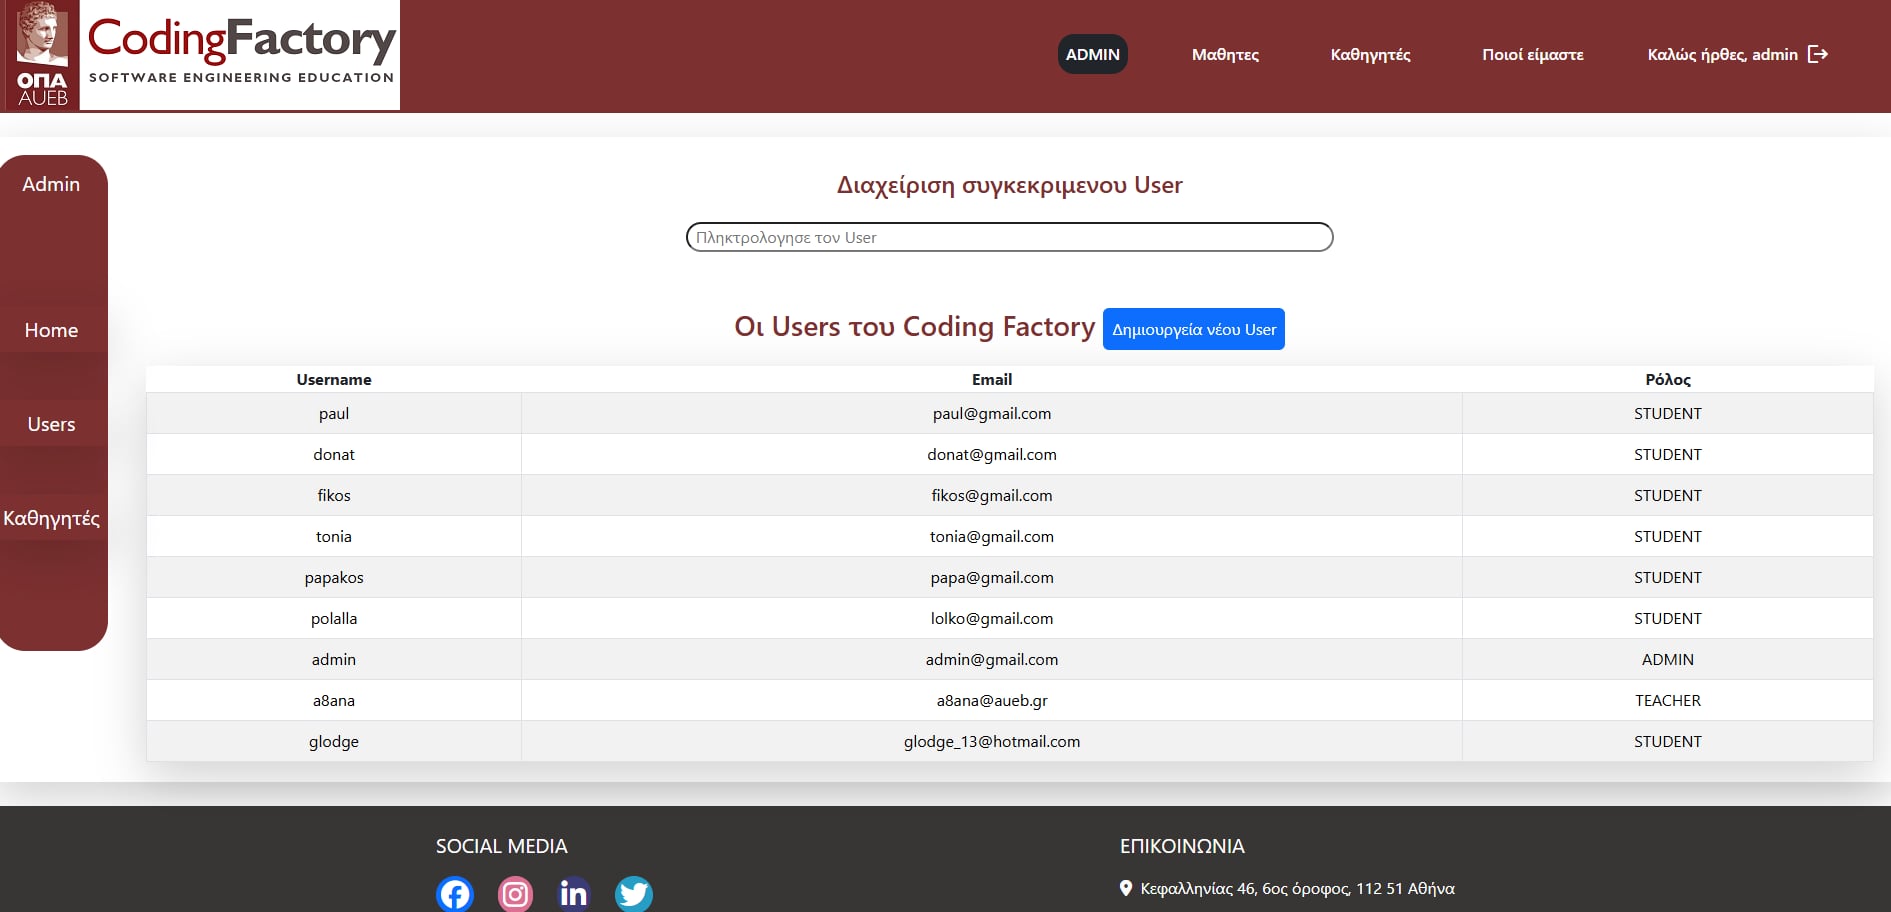 ΟΠΑ
AUEB
CodingFactory
SOFTWARE ENGINEERING EDUCATION
ADMIN Μαθητες Καθηγητές Ποιοί είμαστε Καλώς ήρθες, admin
Admin
Home
Users
Καθηγητές
Διαχείριση συγκεκριμενου User
Πληκτρολογησε τον User
Οι Users του Coding Factory Δημιουργεία νέου User
Username Email Ρόλος
paul paul@gmail.com STUDENT
donat donat@gmail.com STUDENT
fikos fikos@gmail.com STUDENT
tonia tonia@gmail.com STUDENT
papakos papa@gmail.com STUDENT
polalla lolko@gmail.com STUDENT
admin admin@gmail.com ADMIN
a8ana a8ana@aueb.gr TEACHER
glodge glodge_13@hotmail.com STUDENT
SOCIAL MEDIA
ΕΠΙΚΟΙΝΩΝΙΑ
Κεφαλληνίας 46, 6ος όροφος, 112 51 Αθήνα